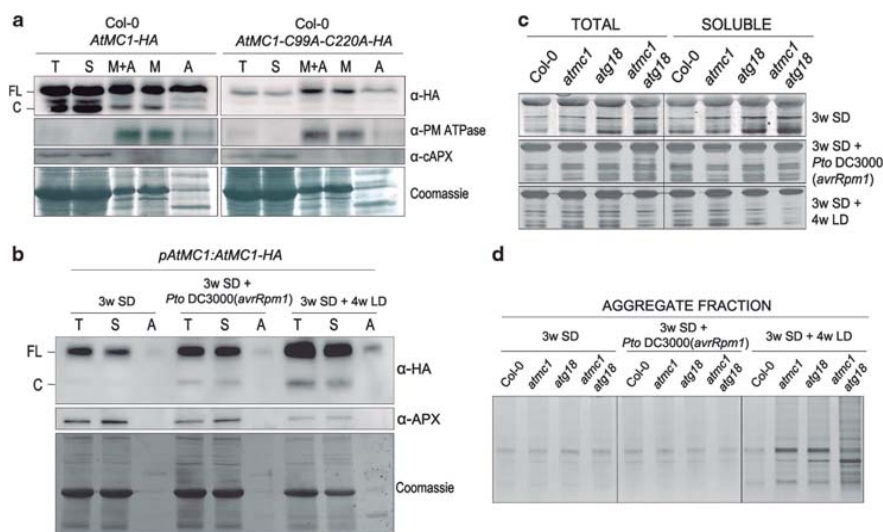 a
Col-0
AtMC1-HA
Col-0
AtMC1-C99A-C220A-HA
T S M+A M A
T S M+A M A
FL
C
α-HA
α-PM ATPase
α-cAPX
Coomassie
b
pAtMC1:AtMC1-HA
3w SD
3w SD +
Pto DC3000(avrRpm1)
3w SD + 4w LD
T S A T S A T S A
FL
C
α-HA
α-APX
Coomassie
c
TOTAL
SOLUBLE
Col-0 atmc1 atg18 atmc1 atg18
Col-0 atmc1 atg18 atmc1 atg18
3w SD
3w SD +
Pto DC3000
(avrRpm1)
3w SD +
4w LD
d
AGGREGATE FRACTION
3w SD
3w SD +
Pto DC3000(avrRpm1)
3w SD + 4w LD
Col-0 atmc1 atg18 atmc1 atg18
Col-0 atmc1 atg18 atmc1 atg18
Col-0 atmc1 atg18 atmc1 atg18